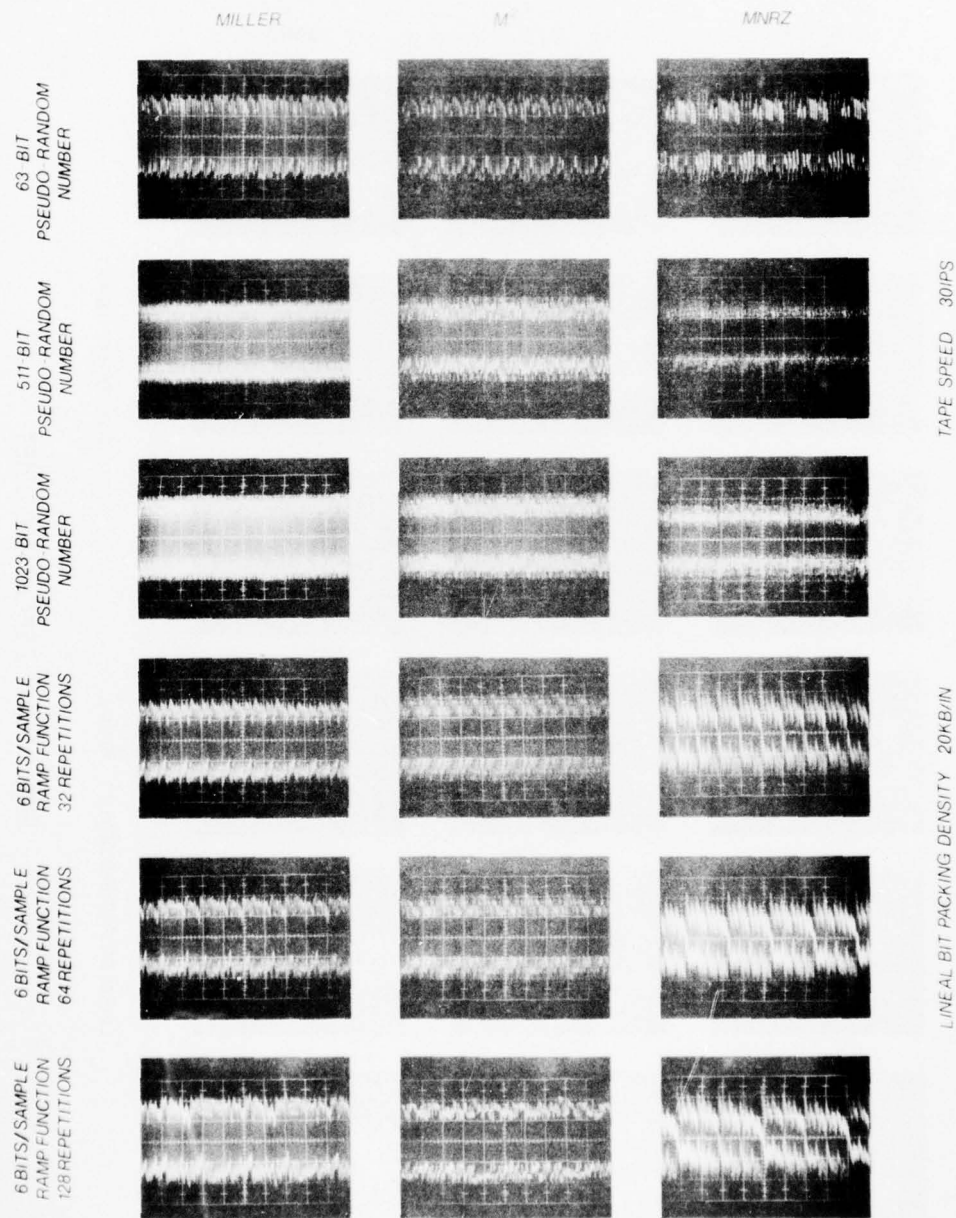 MILLER
M
MNRZ
63 BIT
PSEUDO-RANDOM
NUMBER
511-BIT
PSEUDO-RANDOM
NUMBER
1023 BIT
PSEUDO-RANDOM
NUMBER
6 BITS/SAMPLE
RAMP FUNCTION
32 REPETITIONS
6 BITS/SAMPLE
RAMP FUNCTION
64 REPETITIONS
6 BITS/SAMPLE
RAMP FUNCTION
128 REPETITIONS
TAPE SPEED 30IPS
LINEAL BIT PACKING DENSITY 20KB/IN